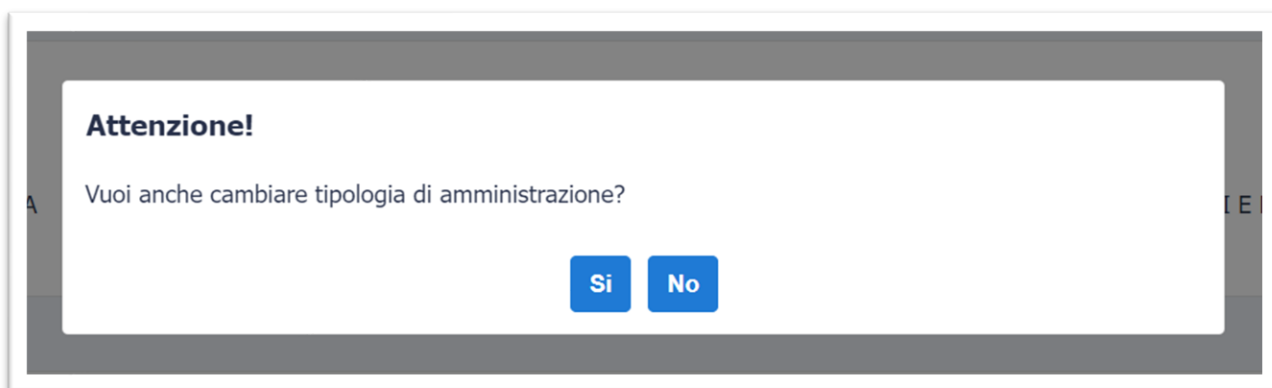 Attenzione!
Vuoi anche cambiare tipologia di amministrazione?
A
I E
Si No